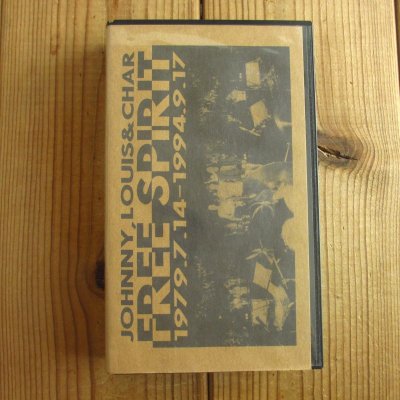 JOHNNY, LOUIS & CHAR
FREE SPIRIT
1979.7.14-1994.9.17